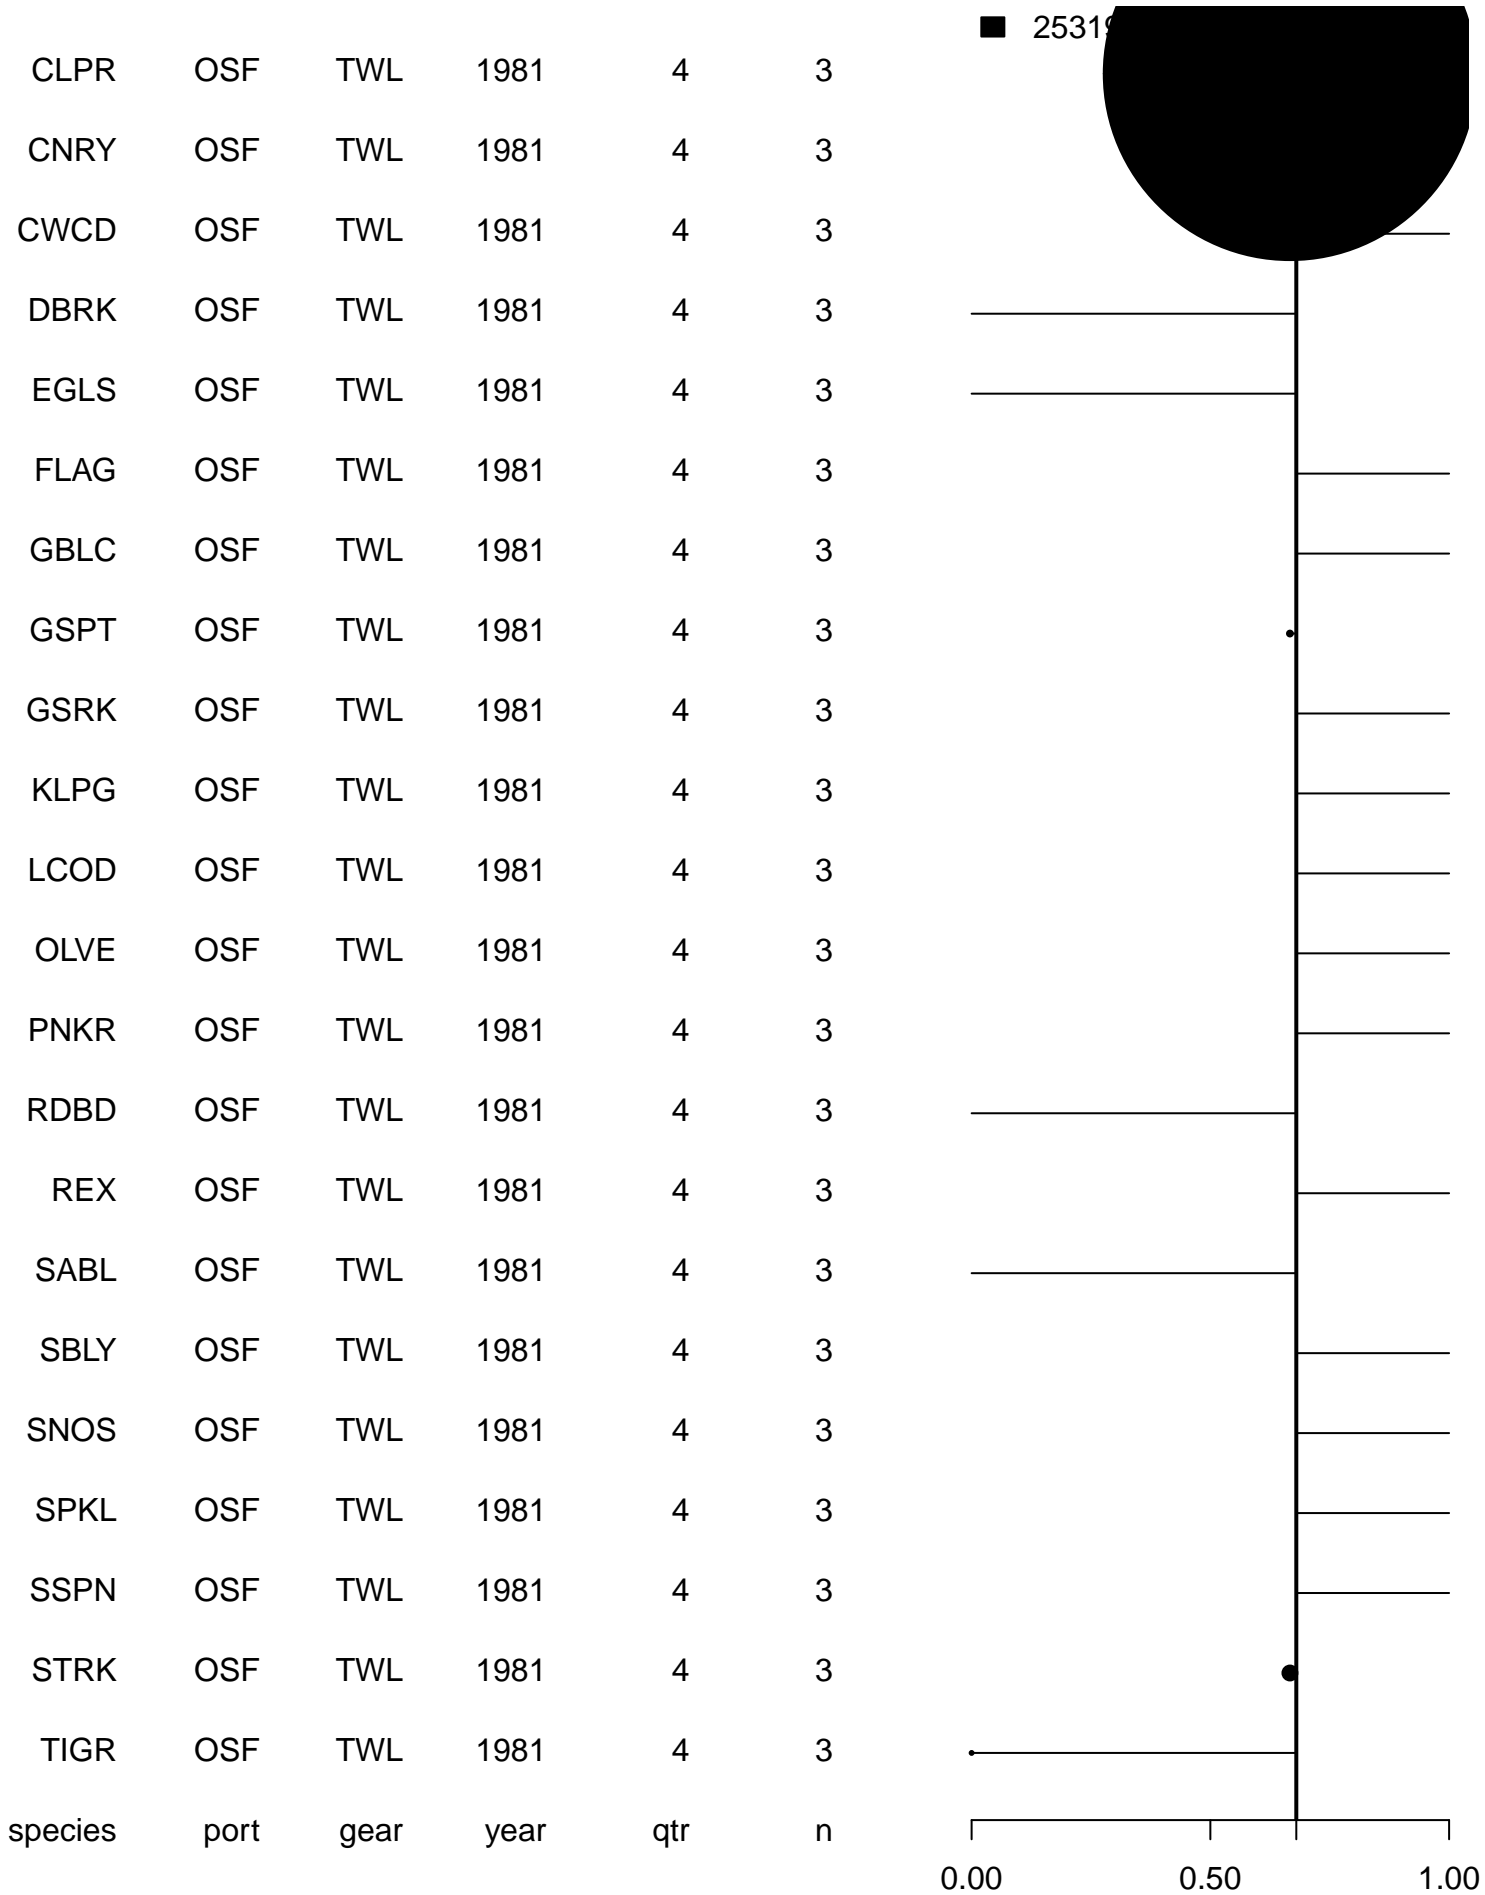 25319
CLPR OSF TWL 1981 4 3
CNRY OSF TWL 1981 4 3
CWCD OSF TWL 1981 4 3
DBRK OSF TWL 1981 4 3
EGLS OSF TWL 1981 4 3
FLAG OSF TWL 1981 4 3
GBLC OSF TWL 1981 4 3
GSPT OSF TWL 1981 4 3
GSRK OSF TWL 1981 4 3
KLPG OSF TWL 1981 4 3
LCOD OSF TWL 1981 4 3
OLVE OSF TWL 1981 4 3
PNKR OSF TWL 1981 4 3
RDBD OSF TWL 1981 4 3
REX OSF TWL 1981 4 3
SABL OSF TWL 1981 4 3
SBLY OSF TWL 1981 4 3
SNOS OSF TWL 1981 4 3
SPKL OSF TWL 1981 4 3
SSPN OSF TWL 1981 4 3
STRK OSF TWL 1981 4 3
TIGR OSF TWL 1981 4 3
species port gear year qtr n
0.00 0.50 1.00